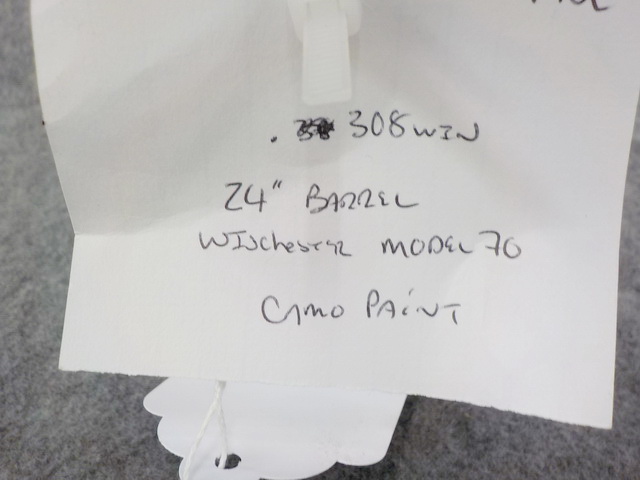 . 308 WIN
24" BARREL
WINchester MODEL 70
CAMO PAiNT